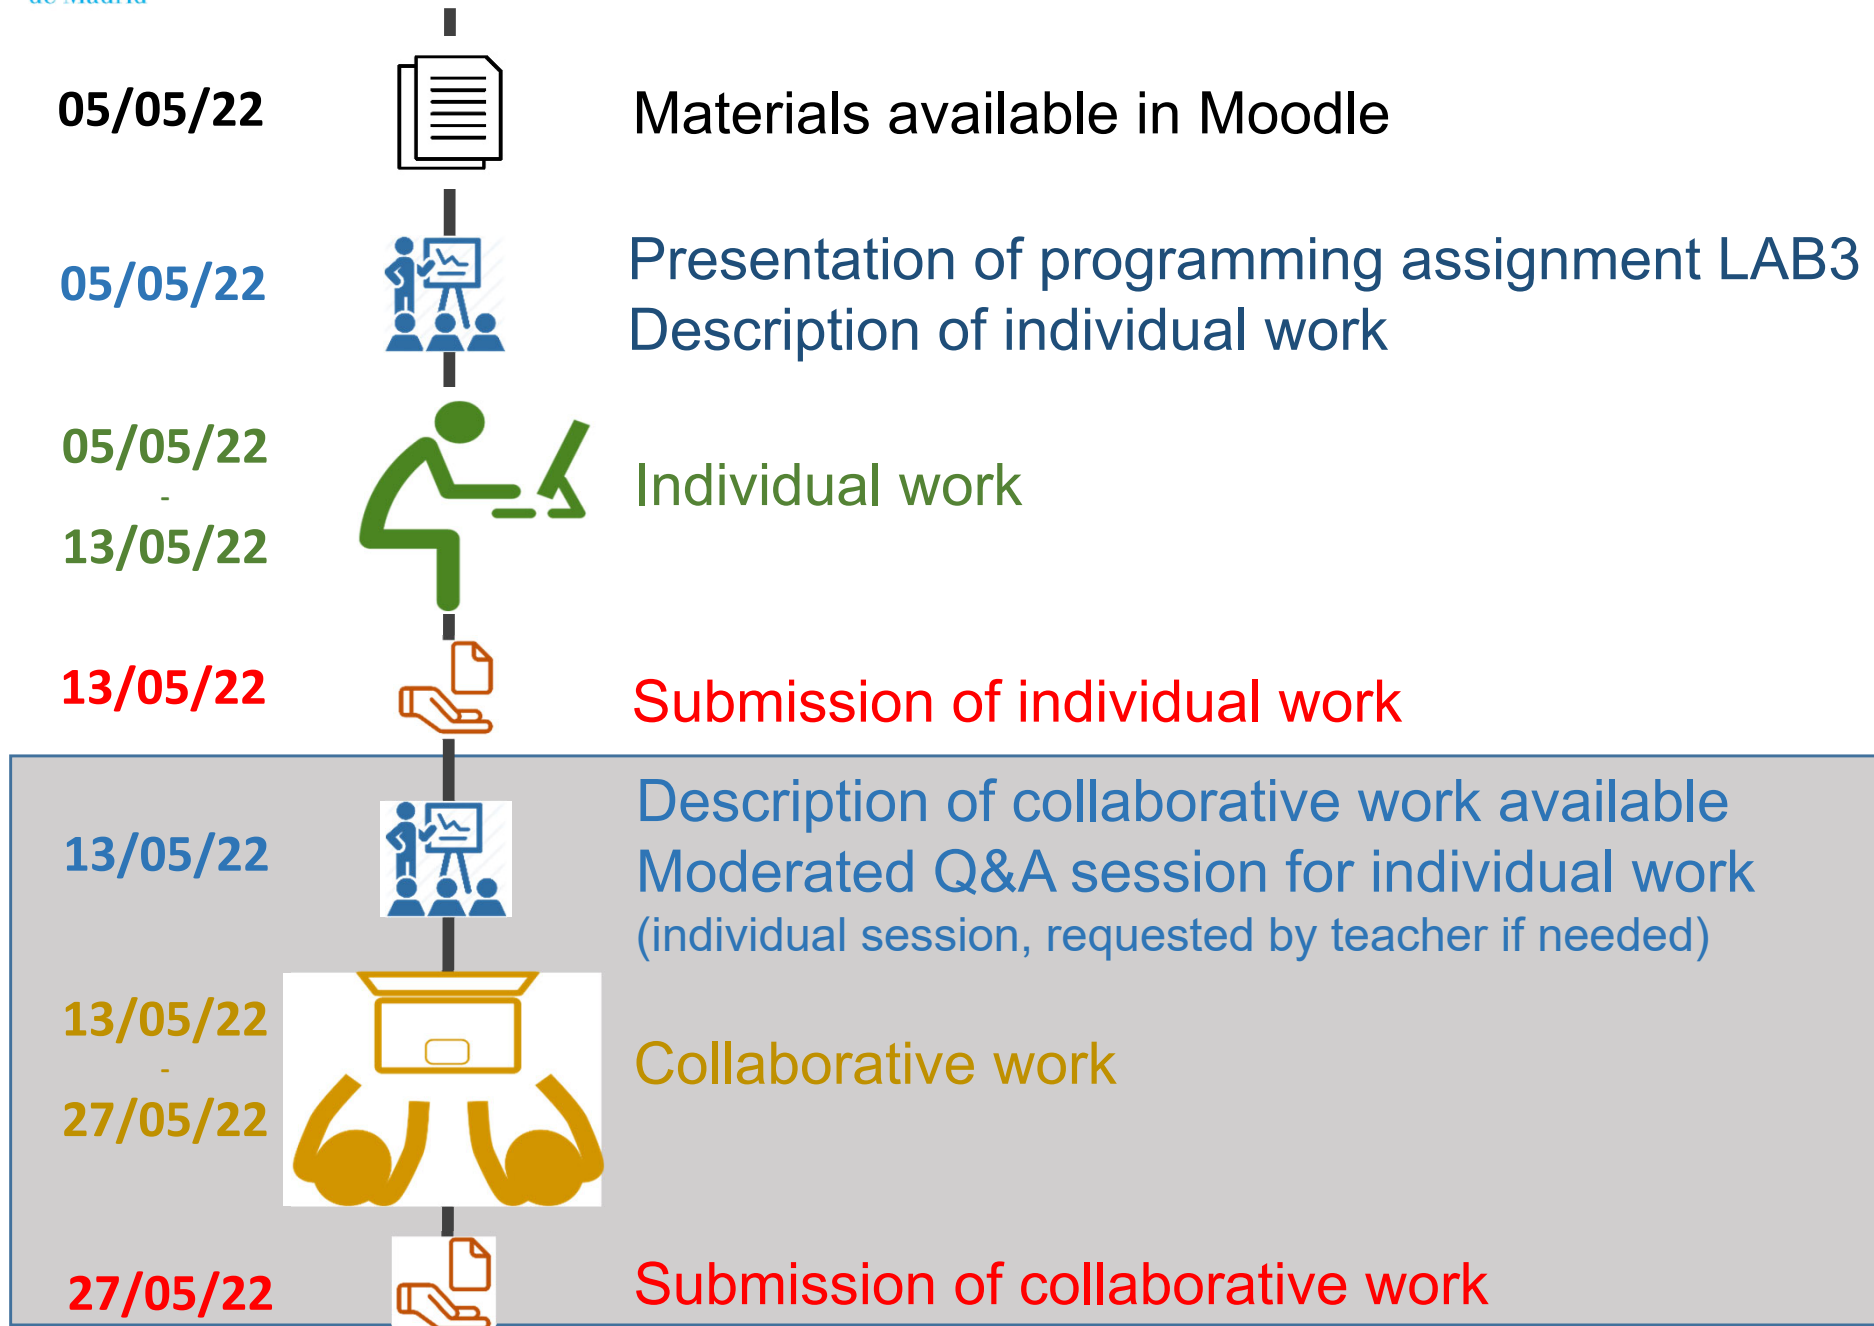 de Madrid
05/05/22
Materials available in Moodle
05/05/22
Presentation of programming assignment LAB3
Description of individual work
05/05/22
-
13/05/22
Individual work
13/05/22
Submission of individual work
13/05/22
Description of collaborative work available
Moderated Q&A session for individual work
(individual session, requested by teacher if needed)
13/05/22
-
27/05/22
Collaborative work
27/05/22
Submission of collaborative work